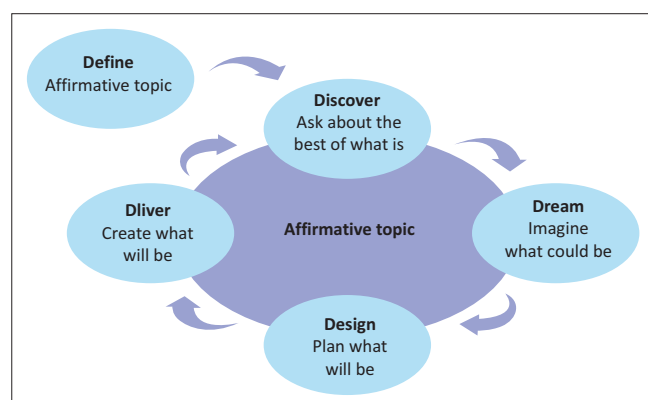 Define
Affirmative topic
Discover
Ask about the
best of what is
Dream
Imagine
what could be
Design
Plan what
will be
Dliver
Create what
will be
Affirmative topic